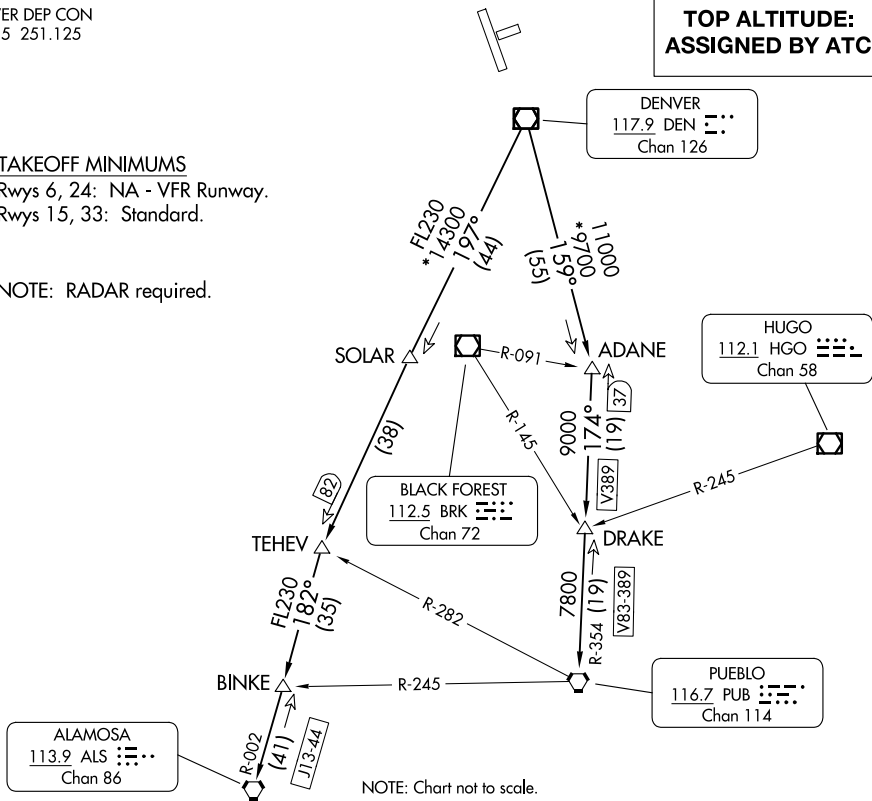 VER DEP CON
5 251.125
TOP ALTITUDE:
ASSIGNED BY ATC
DENVER
117.9 DEN
Chan 126
TAKEOFF MINIMUMS
Rwys 6, 24: NA - VFR Runway.
Rwys 15, 33: Standard.
NOTE: RADAR required.
FL230
*14300
197°
(44)
11000
*9700
159°
(55)
HUGO
112.1 HGO
Chan 58
SOLAR
R-091
ADANE
37
(38)
R-145
9000
174°
(19)
V389
R-245
82
BLACK FOREST
112.5 BRK
Chan 72
TEHEV
DRAKE
FL230
182°
(35)
R-282
7800
(19)
R-354
V83-389
BINKE
R-245
PUEBLO
116.7 PUB
Chan 114
ALAMOSA
113.9 ALS
Chan 86
R-002
(41)
J13-44
NOTE: Chart not to scale.